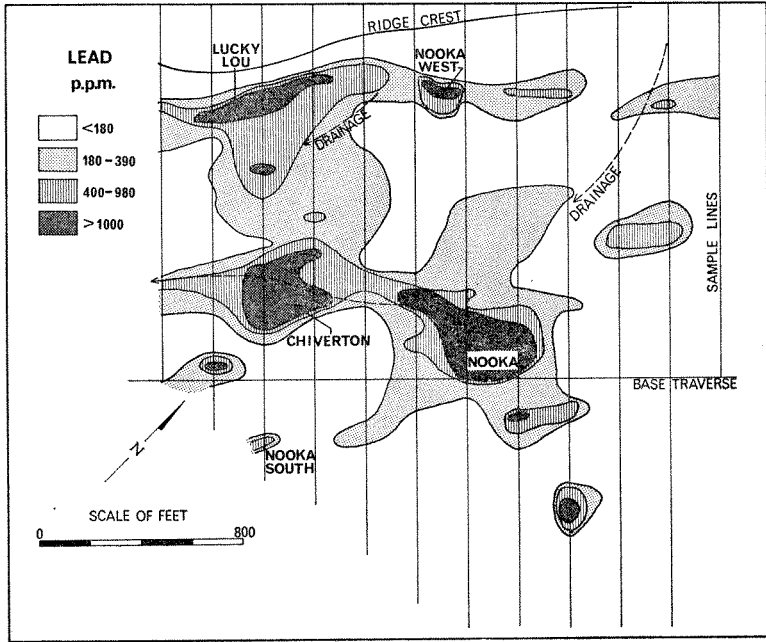 RIDGE CREST
LEAD
p.p.m.
<180
180-390
400-980
>1000
LUCKY
LOU
NOOKA
WEST
DRAINAGE
DRAINAGE
SAMPLE LINES
CHIVERTON
NOOKA
BASE TRAVERSE
N
NOOKA
SOUTH
SCALE OF FEET
0 800